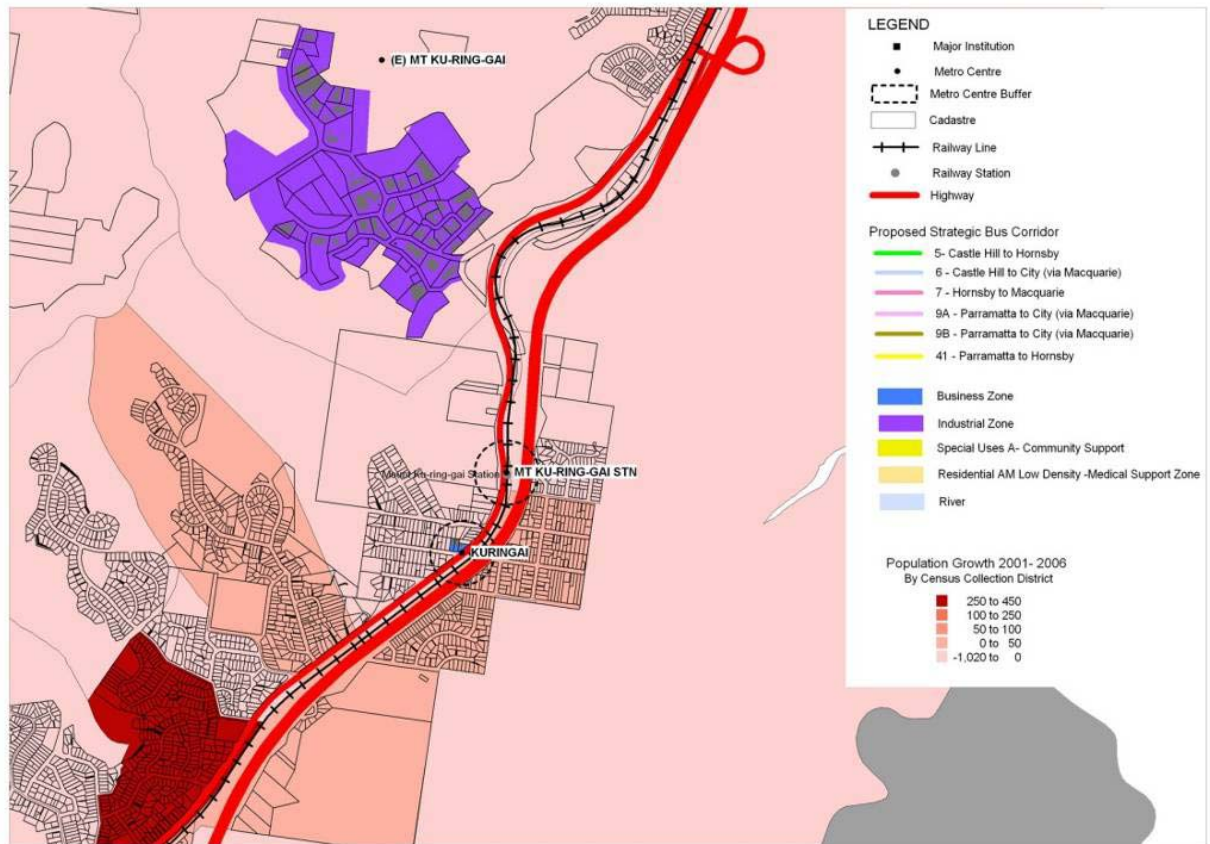 (E) MT KU-RING-GAI
Mount Ku-ring-gai Station
MT KU-RING-GAI STN
KURINGAI
LEGEND
Major Institution
Metro Centre
Metro Centre Buffer
Cadastre
Railway Line
Railway Station
Highway
Proposed Strategic Bus Corridor
5- Castle Hill to Hornsby
6 - Castle Hill to City (via Macquarie)
7 - Hornsby to Macquarie
9A - Parramatta to City (via Macquarie)
9B - Parramatta to City (via Macquarie)
41 - Parramatta to Hornsby
Business Zone
Industrial Zone
Special Uses A- Community Support
Residential AM Low Density -Medical Support Zone
River
Population Growth 2001- 2006
By Census Collection District
250 to 450
100 to 250
50 to 100
0 to 50
-1,020 to 0